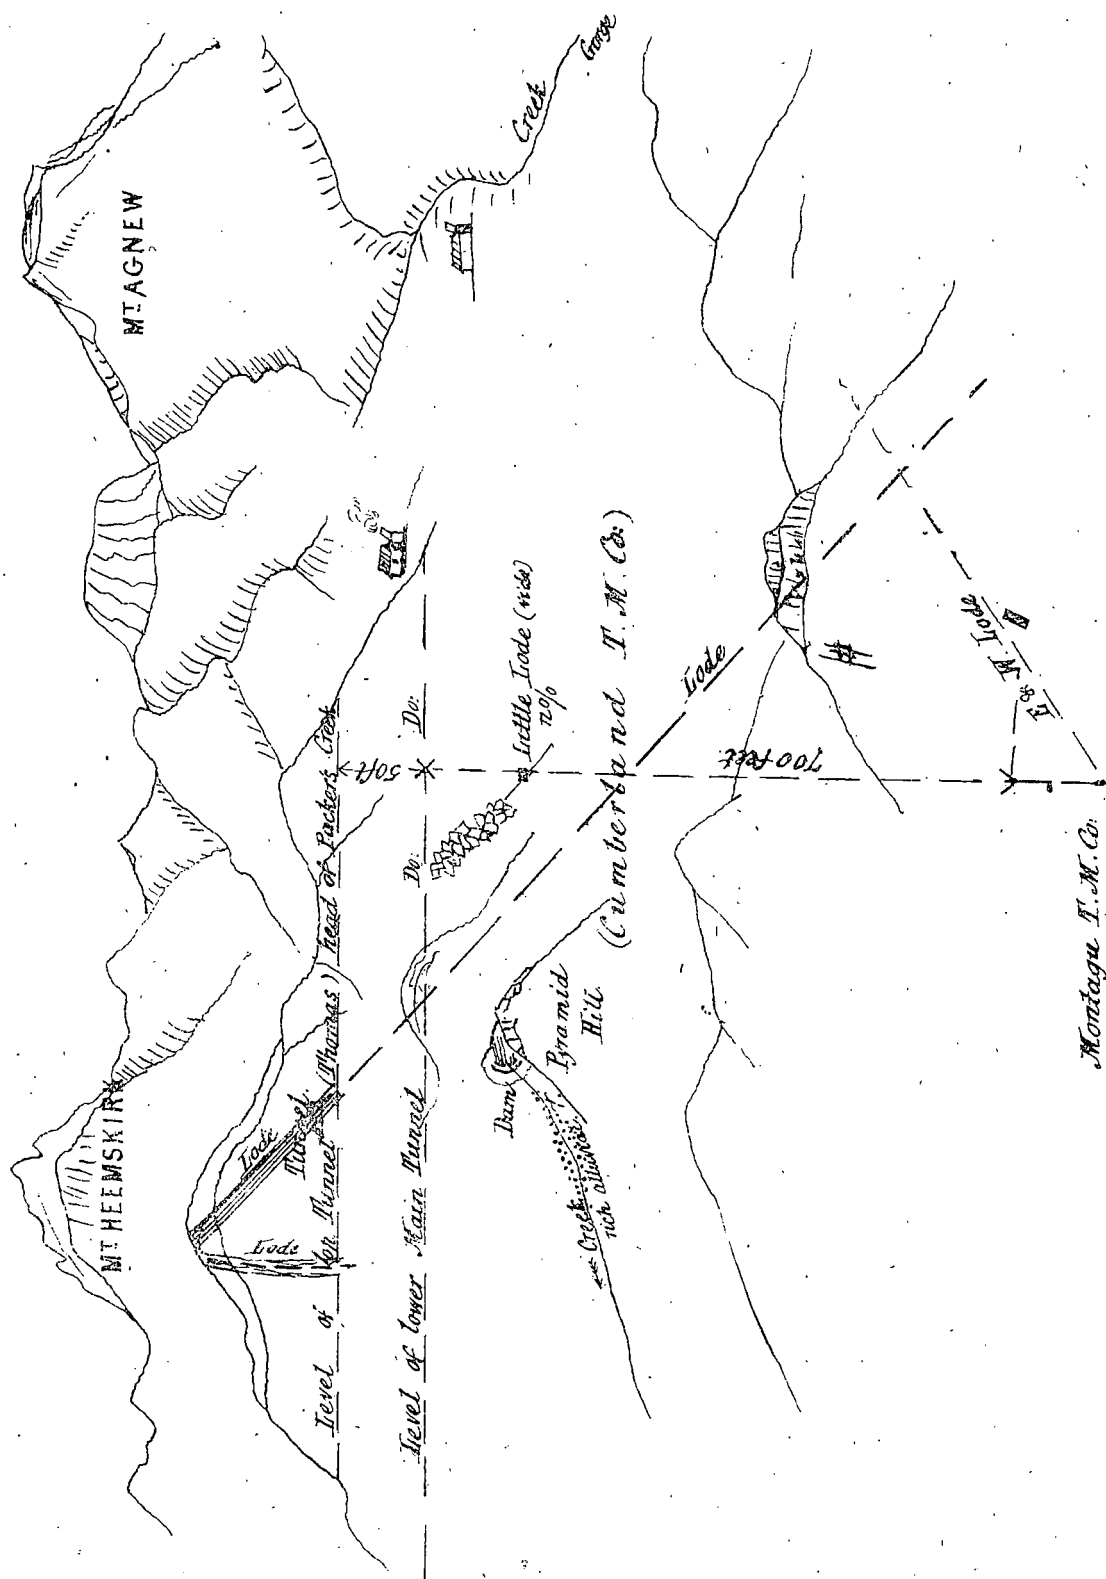 Mt HEEMSKIRK
Mt AGNEW
Creek Gorge
Lode
Lode
Tunnel
Level of Tunnel (Thomas) head of Packers Creek
50 ft
Level of lower Main Tunnel Do: Do:
Little Lode (rich)
Dam
Pyramid
Hill
Creek
rich alluvial
(Cumberland T. M. Co:)
Lode
700 feet
E & W. Lode
Montagu T. M. Co: